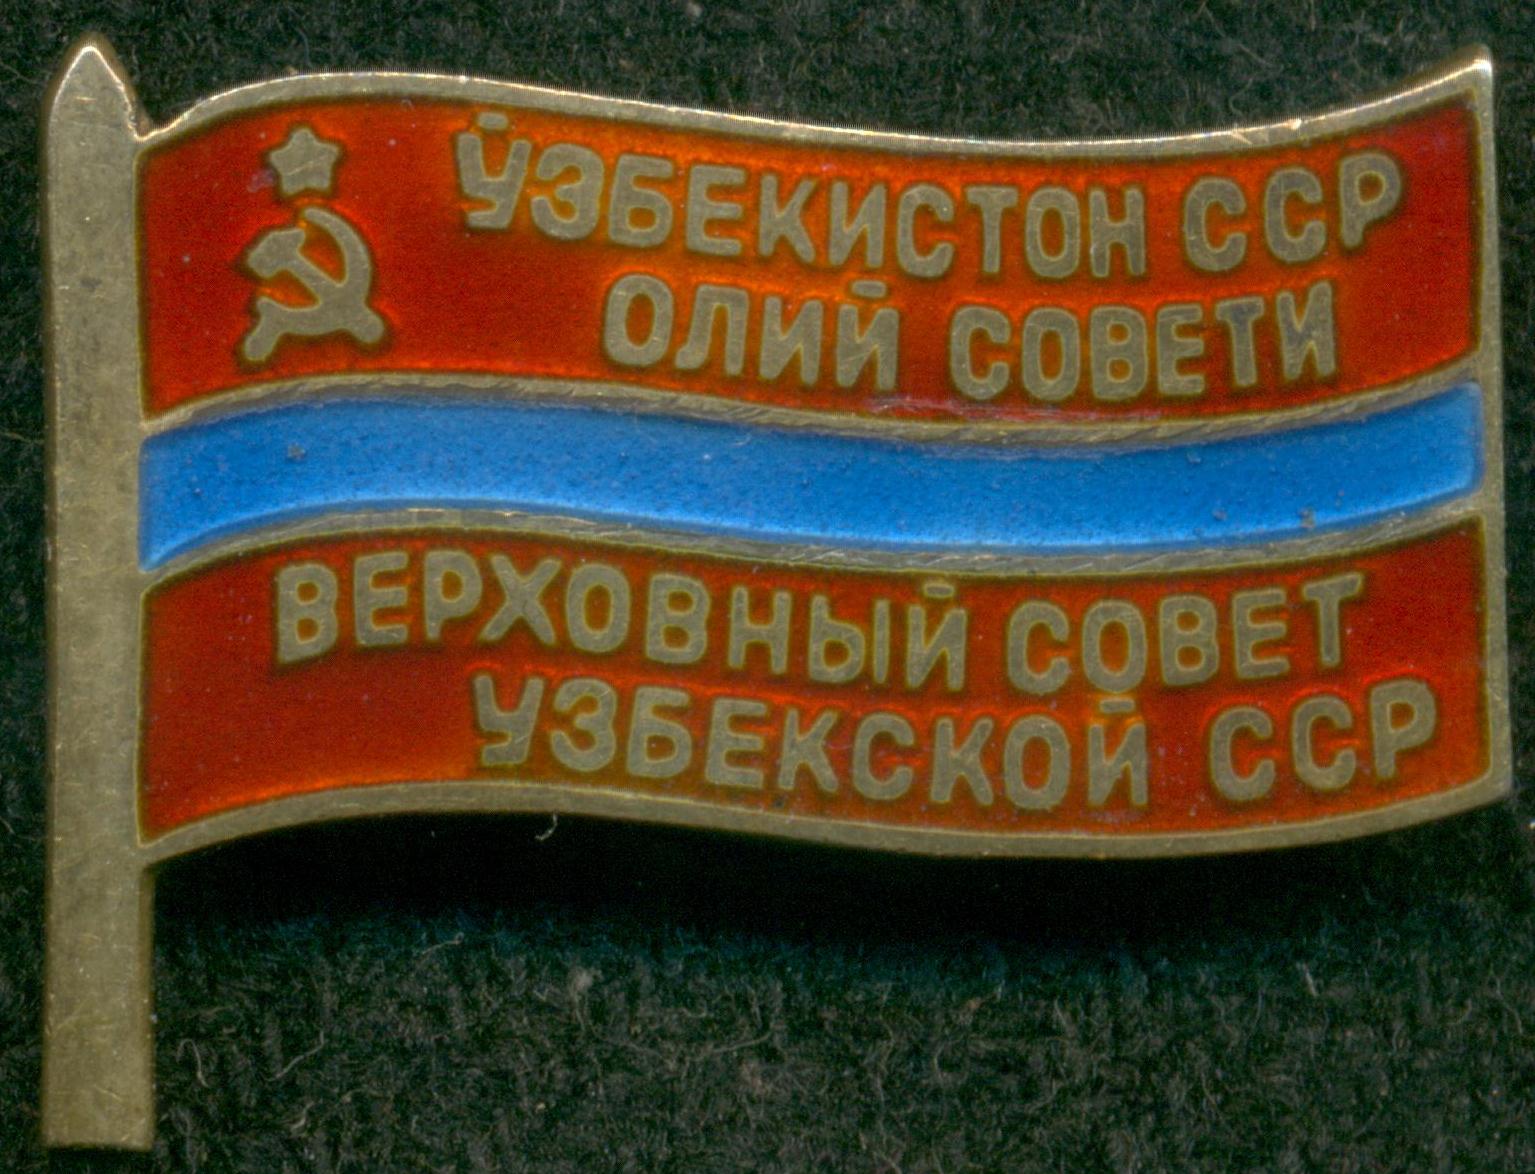 ЎЗБЕКИСТОН ССР
ОЛИЙ СОВЕТИ
ВЕРХОВНЫЙ СОВЕТ
УЗБЕКСКОЙ ССР